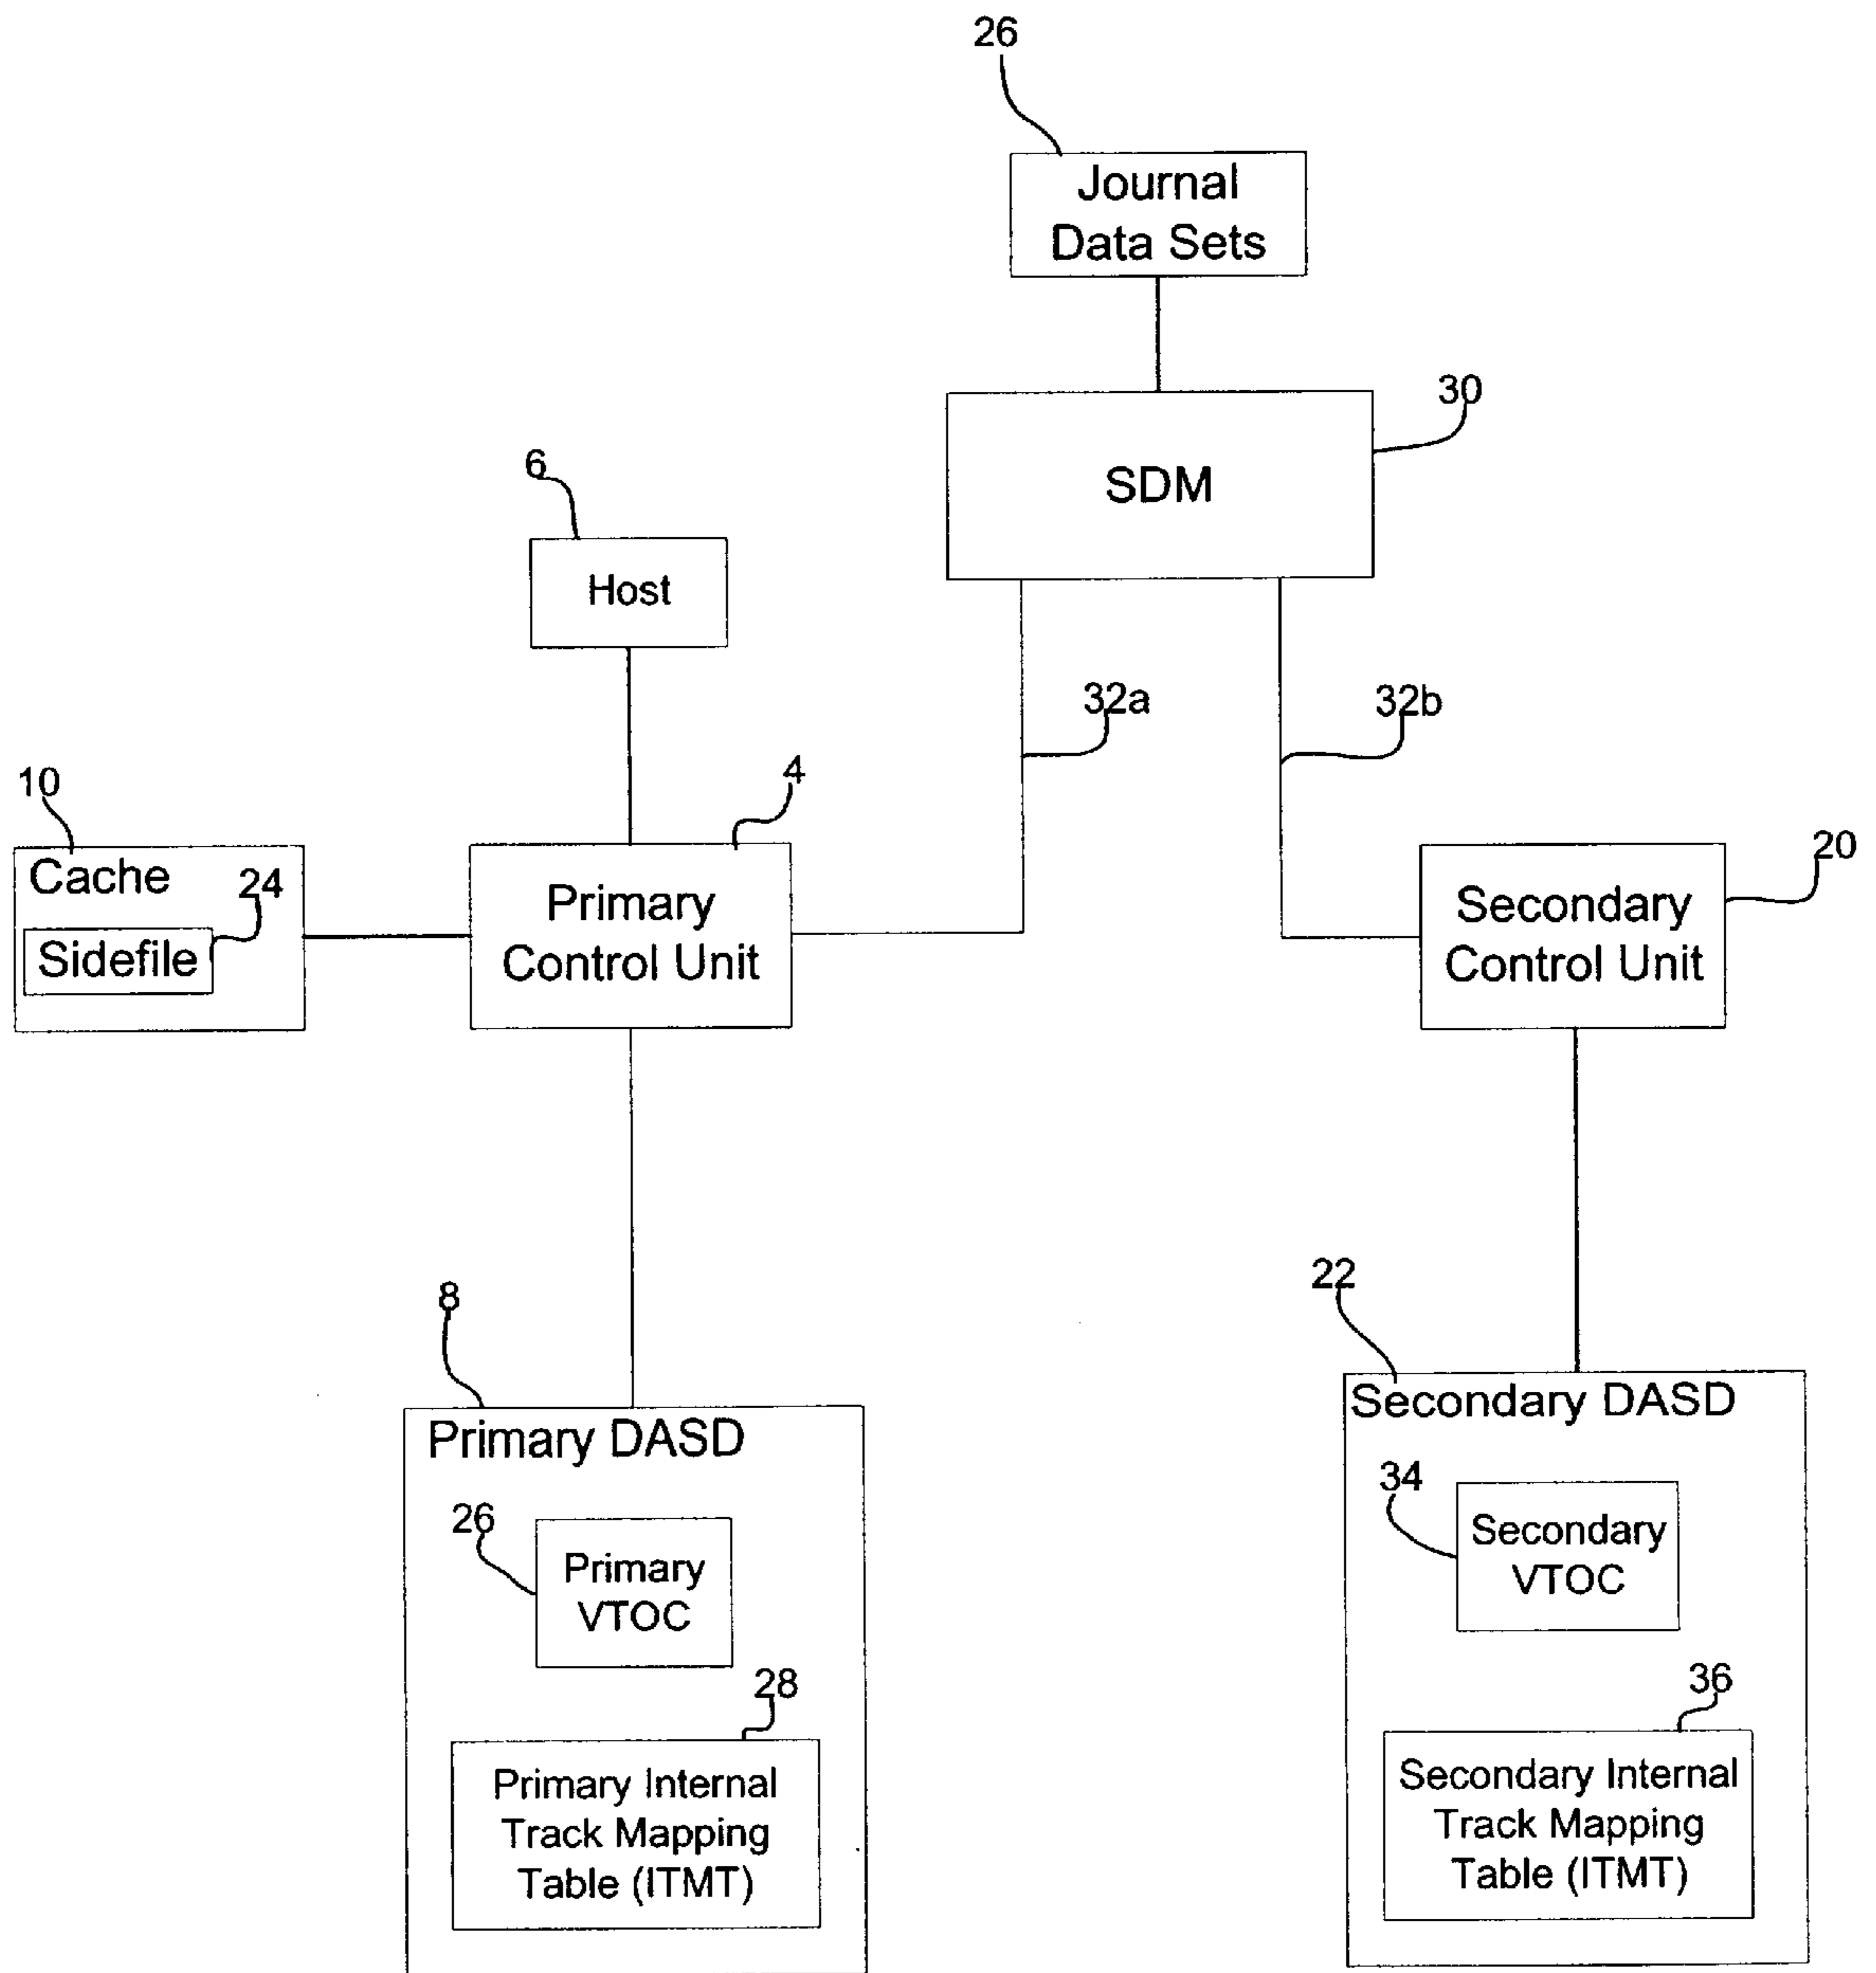 26
Journal
Data Sets
30
SDM
6
Host
32a
32b
10
4
20
Cache
24
Sidefile
Primary
Control Unit
Secondary
Control Unit
8
22
Primary DASD
Secondary DASD
26
Primary
VTOC
34
Secondary
VTOC
28
Primary Internal
Track Mapping
Table (ITMT)
36
Secondary Internal
Track Mapping
Table (ITMT)